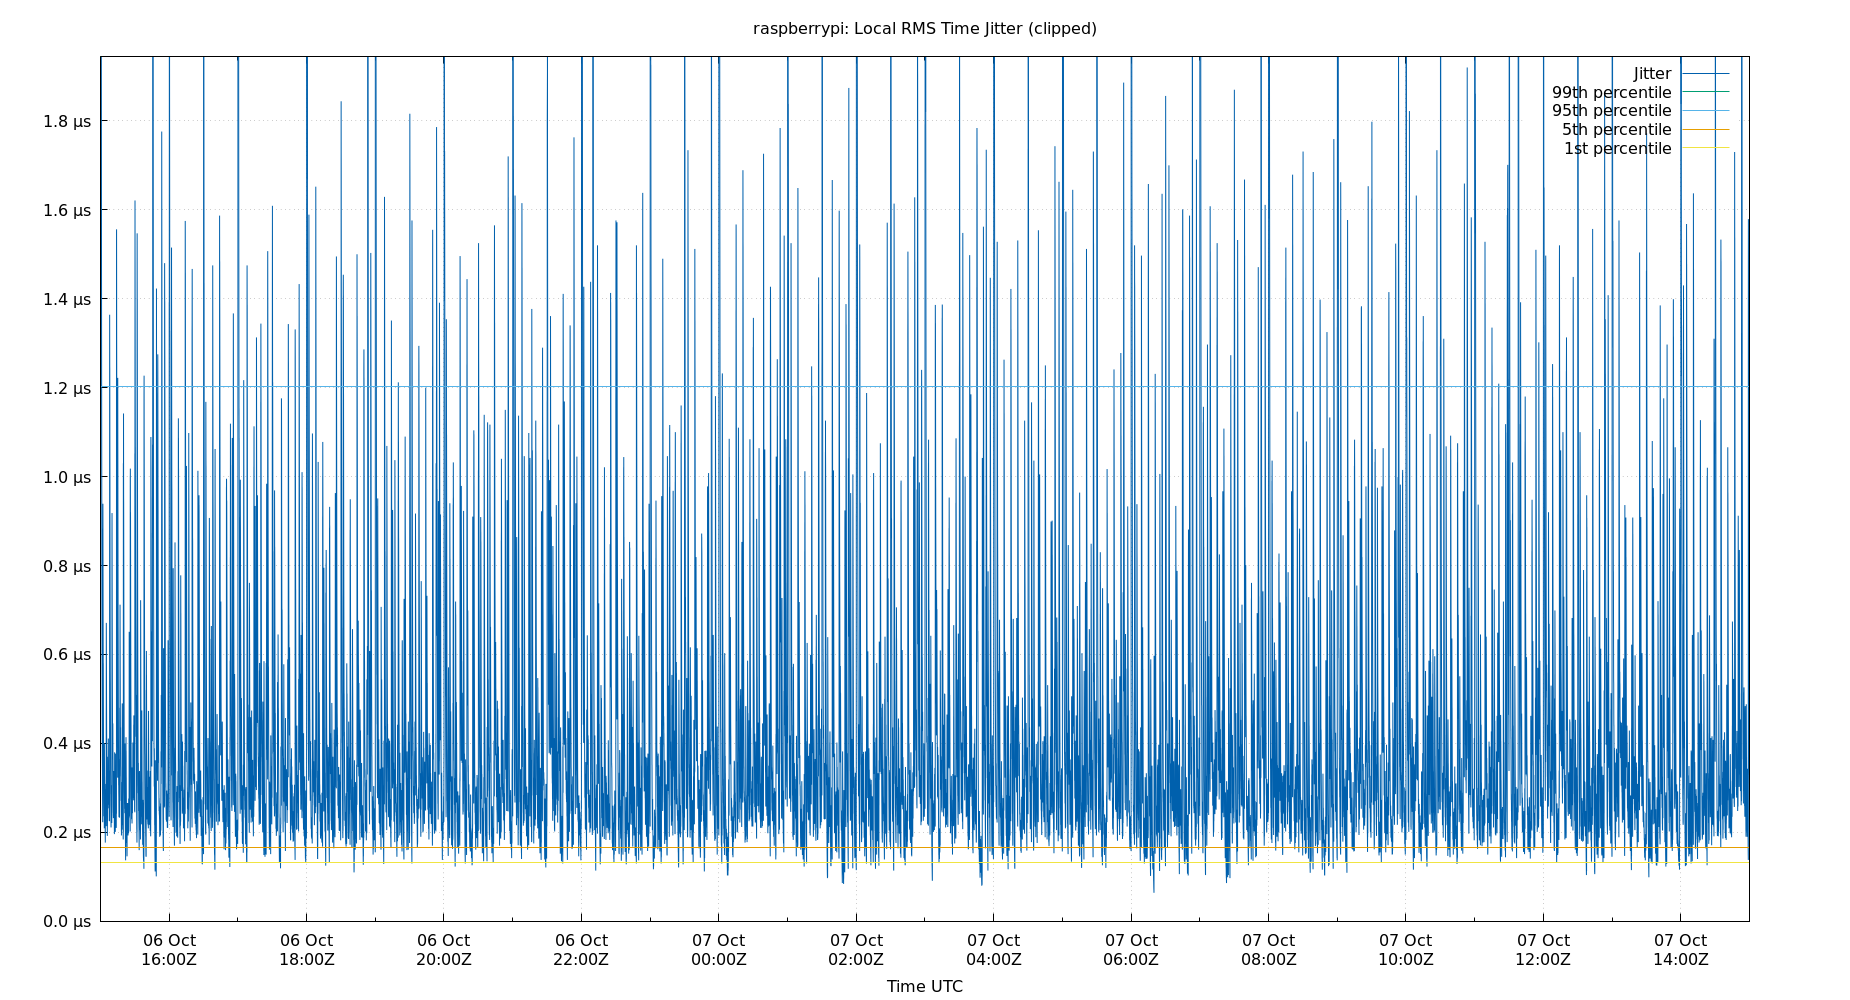 raspberrypi: Local RMS Time Jitter (clipped)
Jitter
99th percentile
95th percentile
5th percentile
1st percentile
1.8 µs
1.6 µs
1.4 µs
1.2 µs
1.0 µs
0.8 µs
0.6 µs
0.4 µs
0.2 µs
0.0 µs
06 Oct 06 Oct 06 Oct 06 Oct 07 Oct 07 Oct 07 Oct 07 Oct 07 Oct 07 Oct 07 Oct 07 Oct
16:00Z 18:00Z 20:00Z 22:00Z 00:00Z 02:00Z 04:00Z 06:00Z 08:00Z 10:00Z 12:00Z 14:00Z
Time UTC